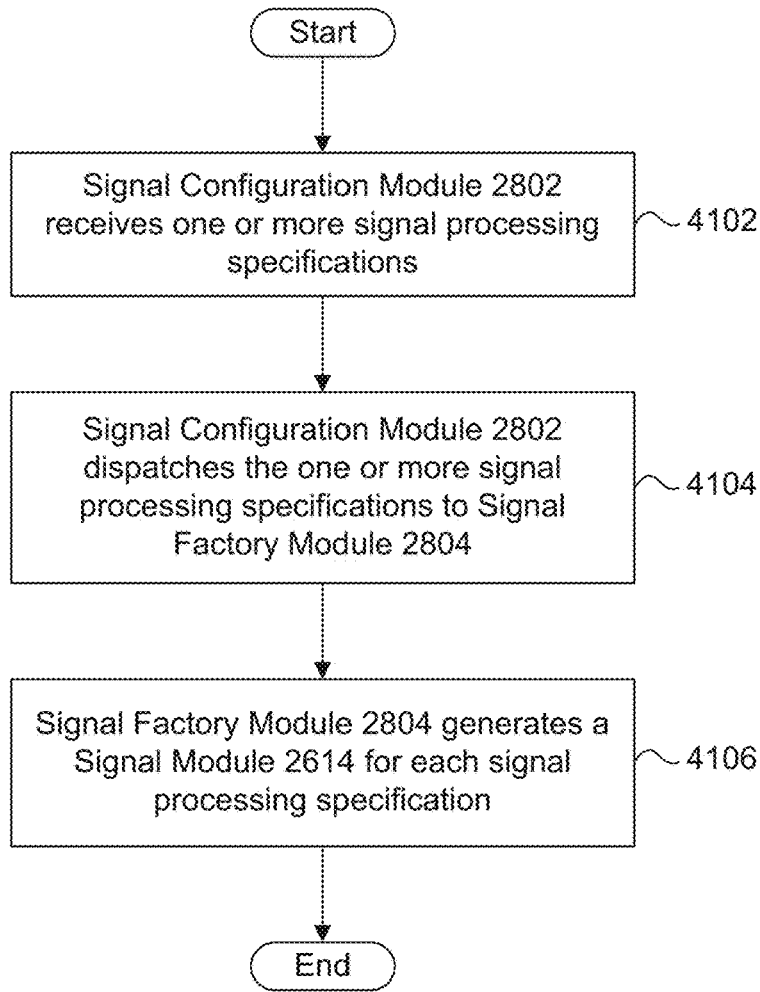 Start
Signal Configuration Module 2802
receives one or more signal processing
specifications
4102
Signal Configuration Module 2802
dispatches the one or more signal
processing specifications to Signal
Factory Module 2804
4104
Signal Factory Module 2804 generates a
Signal Module 2614 for each signal
processing specification
4106
End